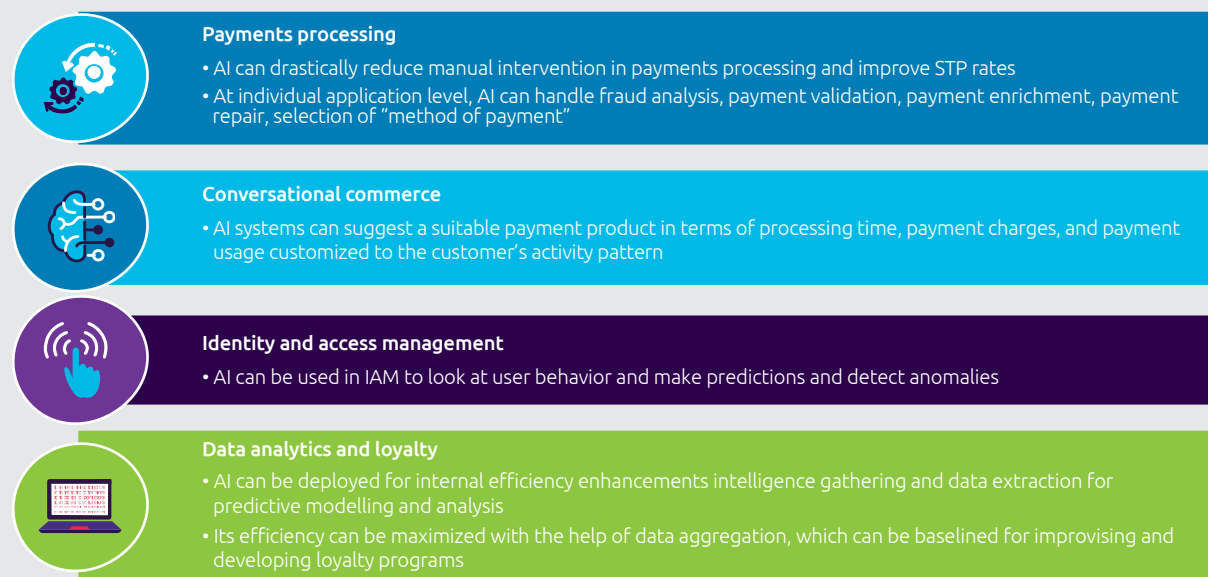 Payments processing
• AI can drastically reduce manual intervention in payments processing and improve STP rates
• At individual application level, AI can handle fraud analysis, payment validation, payment enrichment, payment
repair, selection of “method of payment”
Conversational commerce
• AI systems can suggest a suitable payment product in terms of processing time, payment charges, and payment
usage customized to the customer’s activity pattern
Identity and access management
• AI can be used in IAM to look at user behavior and make predictions and detect anomalies
Data analytics and loyalty
• AI can be deployed for internal efficiency enhancements intelligence gathering and data extraction for
predictive modelling and analysis
• Its efficiency can be maximized with the help of data aggregation, which can be baselined for improvising and
developing loyalty programs